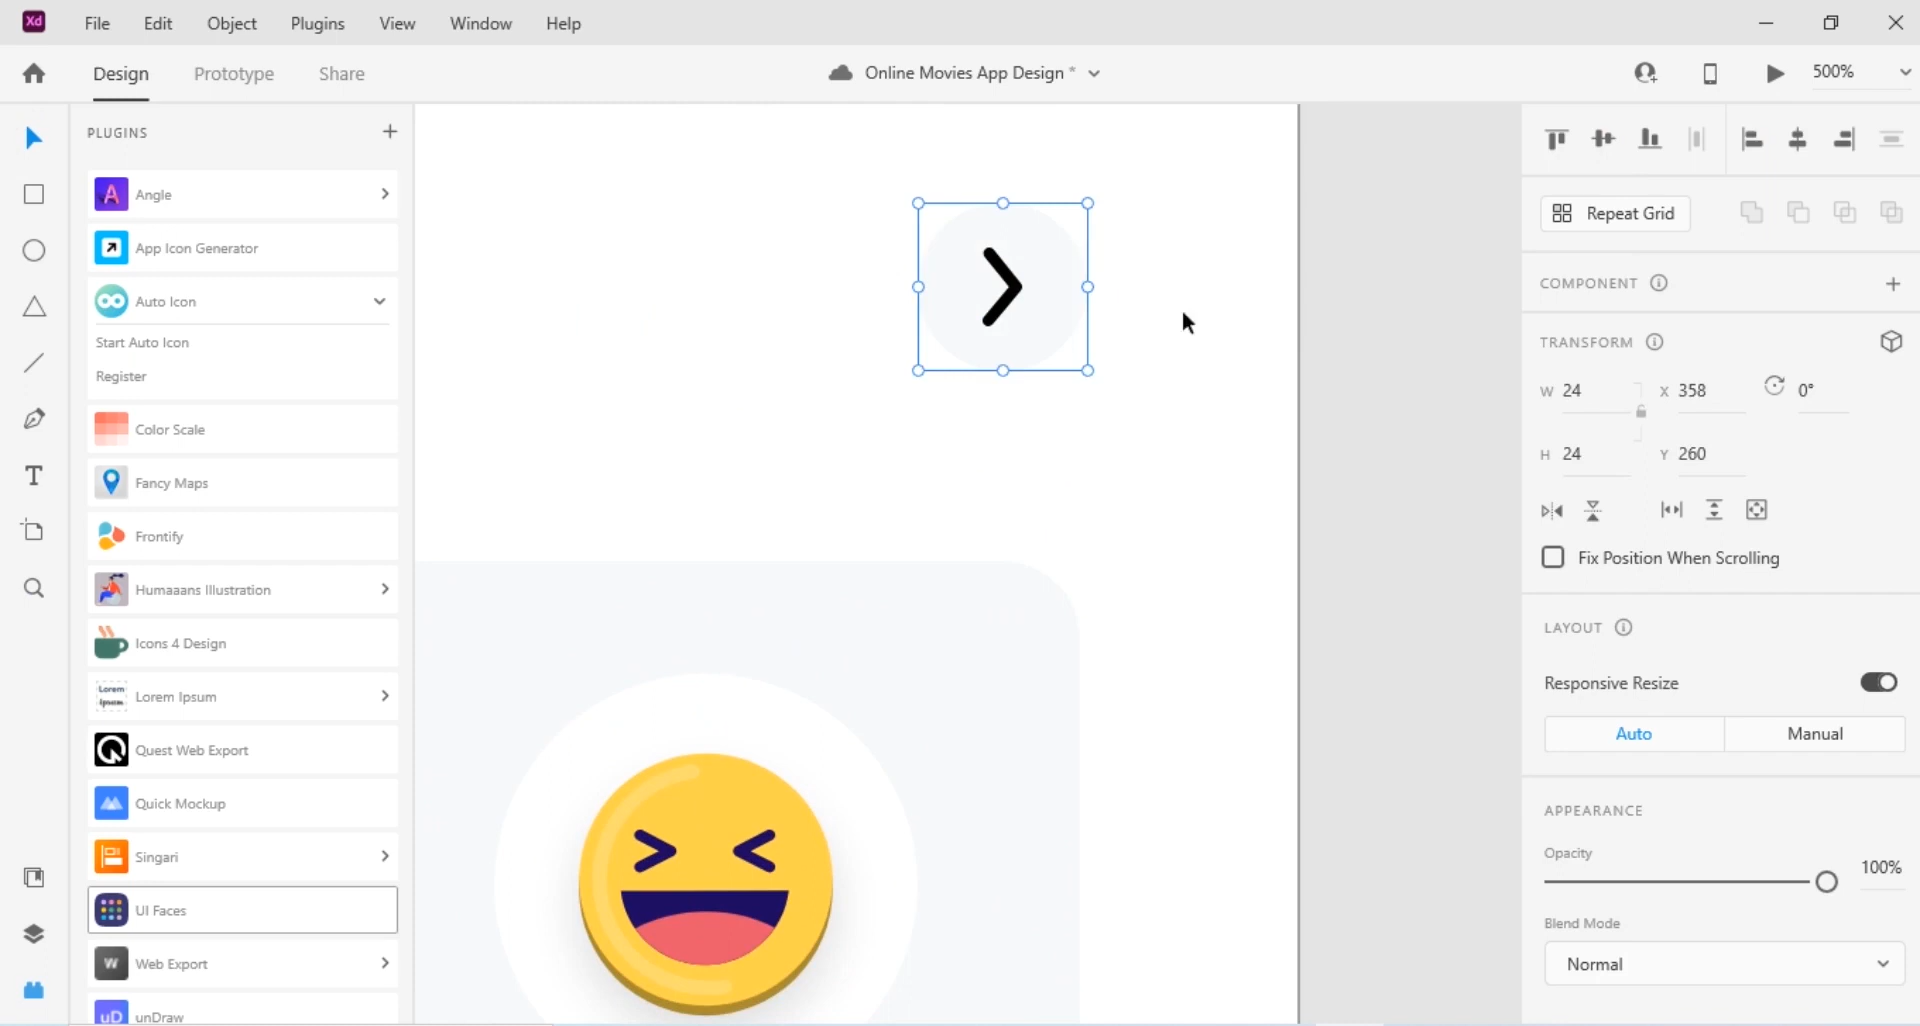 Xd File Edit Object Plugins View Window Help
Design Prototype Share Online Movies App Design * 500%
PLUGINS
Angle
App Icon Generator
Auto Icon
Start Auto Icon
Register
Color Scale
Fancy Maps
Frontify
Humaaans Illustration
Icons 4 Design
Lorem Ipsum Lorem Ipsum
Quest Web Export
Quick Mockup
Singari
UI Faces
W Web Export
uD unDraw
Repeat Grid
COMPONENT
TRANSFORM
W 24 X 358 0°
H 24 Y 260
Fix Position When Scrolling
LAYOUT
Responsive Resize
Auto Manual
APPEARANCE
Opacity
100%
Blend Mode
Normal